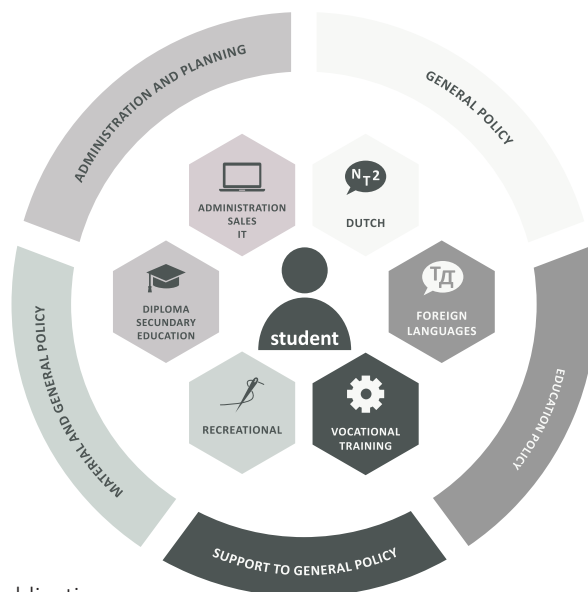 ADMINISTRATION AND PLANNING
GENERAL POLICY
ADMINISTRATION
SALES
IT
NT2
DUTCH
DIPLOMA
SECUNDARY
EDUCATION
student
ТД
FOREIGN
LANGUAGES
MATERIAL AND GENERAL POLICY
EDUCATION POLICY
RECREATIONAL
VOCATIONAL
TRAINING
SUPPORT TO GENERAL POLICY